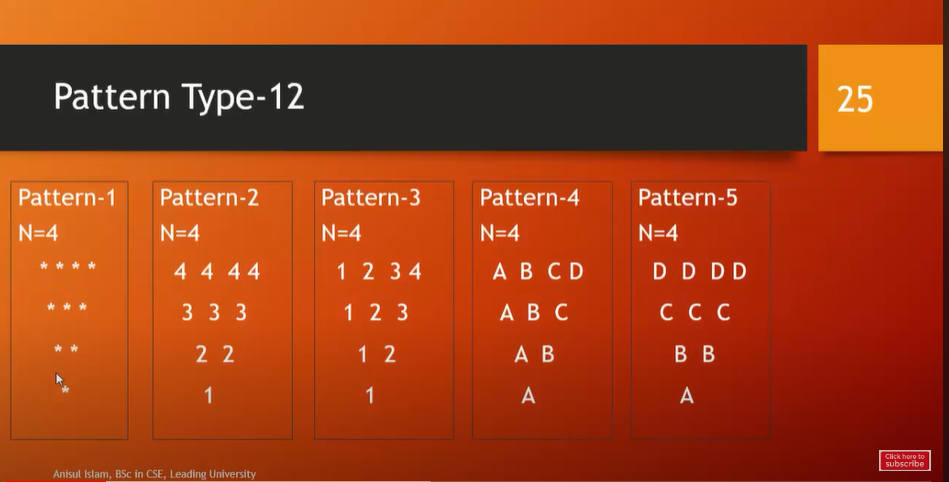 Pattern Type-12
25
Pattern-1
N=4
* * * *
* * *
* *
*
Pattern-2
N=4
4 4 4 4
3 3 3
2 2
1
Pattern-3
N=4
1 2 3 4
1 2 3
1 2
1
Pattern-4
N=4
A B C D
A B C
A B
A
Pattern-5
N=4
D D D D
C C C
B B
A
Anisul Islam, BSc in CSE, Leading University
Click here to
subscribe